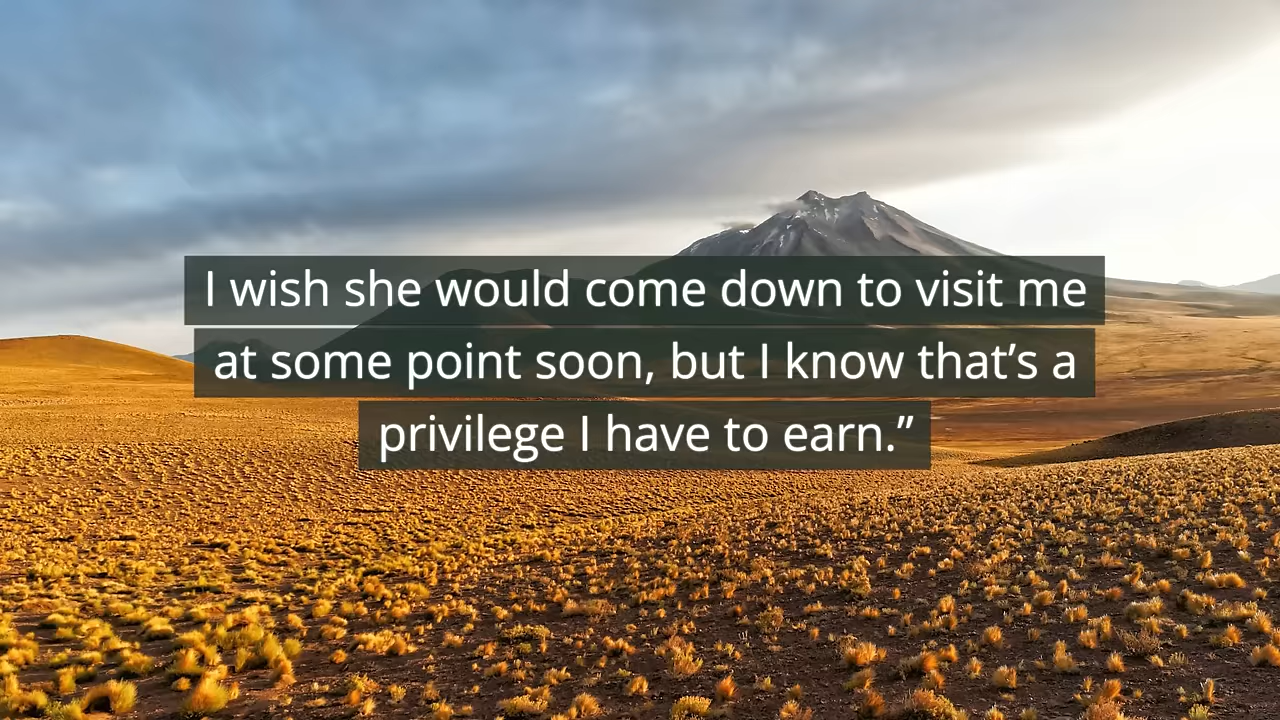 I wish she would come down to visit me
at some point soon, but I know that’s a
privilege I have to earn.”